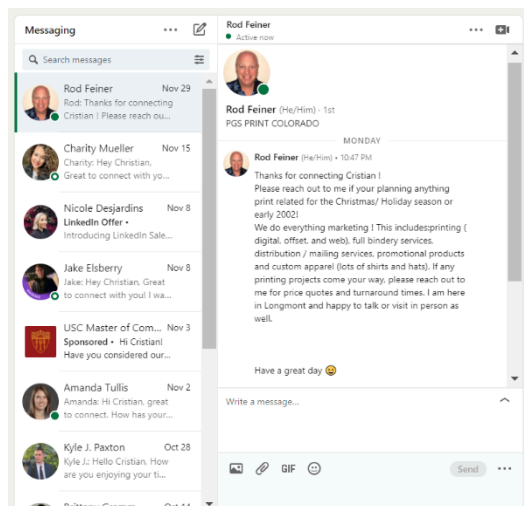 Messaging
Search messages
Rod Feiner Nov 29
Rod: Thanks for connecting
Cristian ! Please reach ou...
Charity Mueller Nov 15
Charity: Hey Christian,
Great to connect with yo...
Nicole Desjardins Nov 8
LinkedIn Offer •
Introducing LinkedIn Sale...
Jake Elsberry Nov 8
Jake: Hey Christian, Great
to connect with you! I wa...
USC Master of Com... Nov 3
Sponsored • Hi Cristian!
Have you considered our...
Amanda Tullis Nov 2
Amanda: Hi Cristian, great
to connect. How has your...
Kyle J. Paxton Oct 28
Kyle J.: Hello Cristian, How
are you enjoying your ti...
Rod Feiner
Active now
Rod Feiner (He/Him) · 1st
PGS PRINT COLORADO
MONDAY
Rod Feiner (He/Him) • 10:47 PM
Thanks for connecting Cristian !
Please reach out to me if your planning anything
print related for the Christmas/ Holiday season or
early 2002!
We do everything marketing ! This includes:printing (
digital, offset, and web), full bindery services,
distribution / mailing services, promotional products
and custom apparel (lots of shirts and hats). If any
printing projects come your way, please reach out to
me for price quotes and turnaround times. I am here
in Longmont and happy to talk or visit in person as
well.
Have a great day 😀
Write a message...
GIF
Send